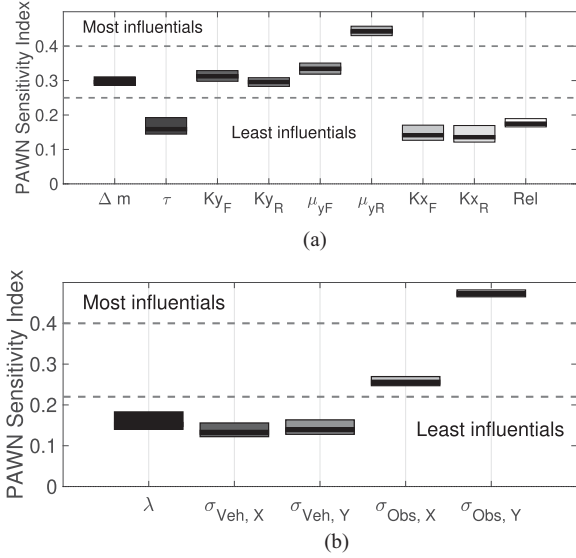 Most influentials
0.4
0.3
0.2
0.1
0
PAWN Sensitivity Index
Least influentials
Δ m τ Ky_F Ky_R μ_yF μ_yR Kx_F Kx_R Rel
(a)
Most influentials
0.4
0.3
0.2
0.1
0
PAWN Sensitivity Index
Least influentials
λ σ_Veh, X σ_Veh, Y σ_Obs, X σ_Obs, Y
(b)